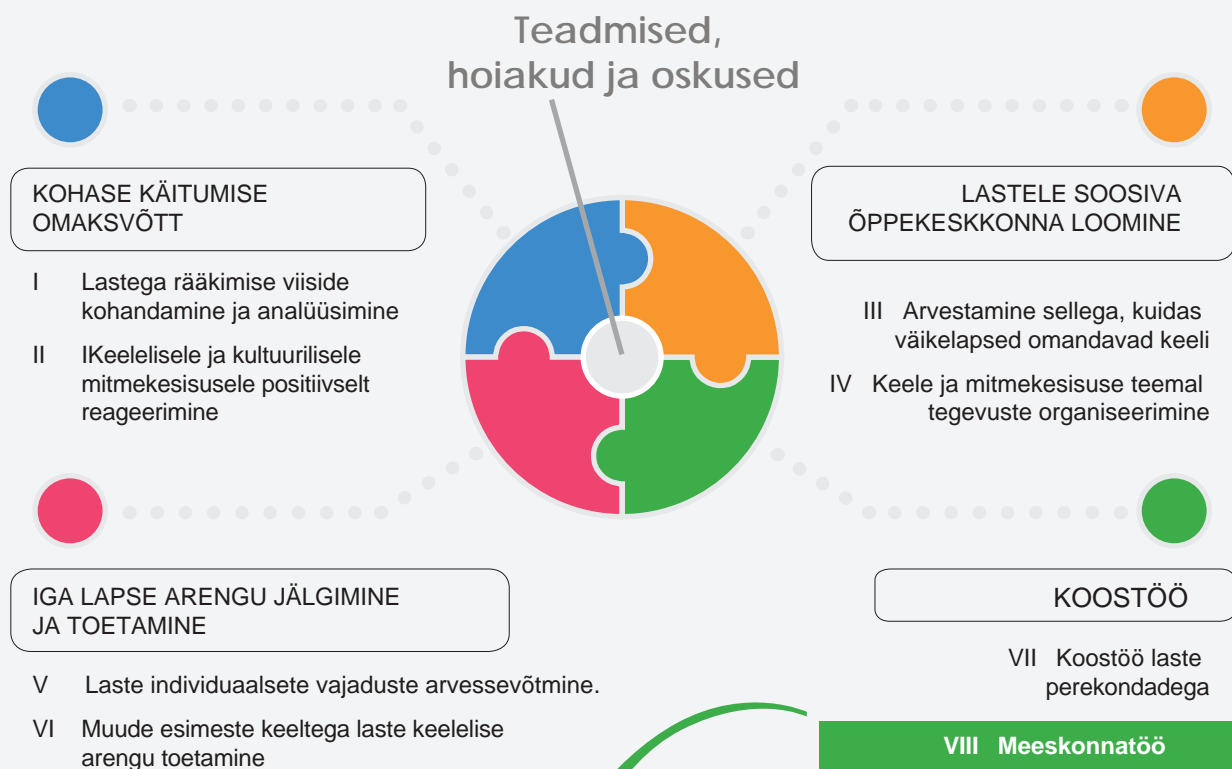 Teadmised,
hoiakud ja oskused
KOHASE KÄITUMISE
OMAKSVÕTT
I Lastega rääkimise viiside
kohandamine ja analüüsimine
II IKeelelisele ja kultuurilisele
mitmekesisusele positiivselt
reageerimine
LASTELE SOOSIVA
ÕPPEKESKKONNA LOOMINE
III Arvestamine sellega, kuidas
väikelapsed omandavad keeli
IV Keele ja mitmekesisuse teemal
tegevuste organiseerimine
IGA LAPSE ARENGU JÄLGIMINE
JA TOETAMINE
V Laste individuaalsete vajaduste arvessevõtmine.
VI Muude esimeste keeltega laste keelelise
arengu toetamine
KOOSTÖÖ
VII Koostöö laste
perekondadega
VIII Meeskonnatöö